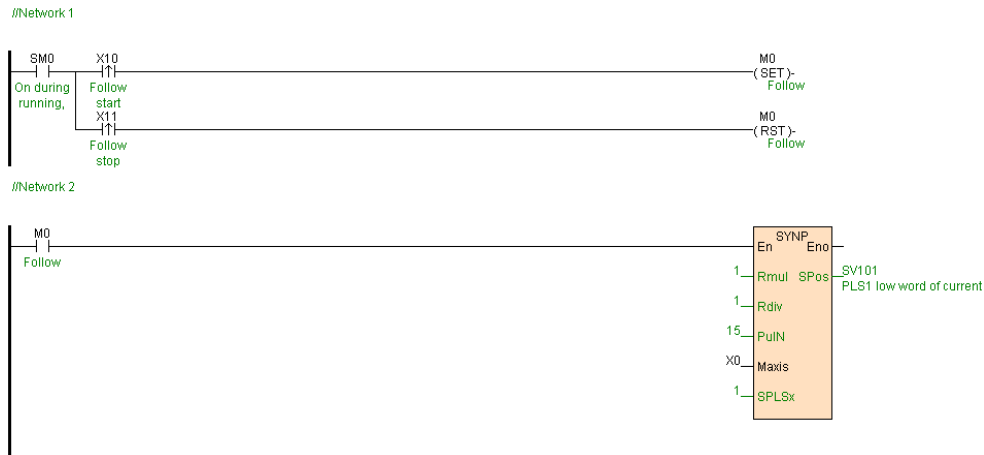 //Network 1
SM0 X10 M0
( SET )-
On during Follow Follow
running, start
X11 M0
( RST )-
Follow Follow
stop
//Network 2
M0
Follow
SYNP
En Eno
1 Rmul SPos SV101
PLS1 low word of current
1 Rdiv
15 PulN
X0 Maxis
1 SPLSx